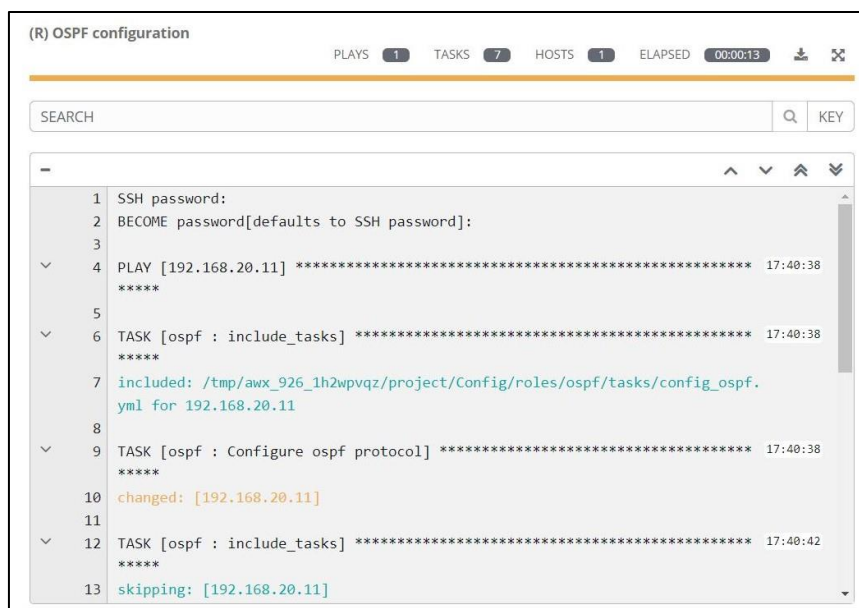 (R) OSPF configuration
PLAYS 1 TASKS 7 HOSTS 1 ELAPSED 00:00:13
SEARCH KEY
1 SSH password:
2 BECOME password[defaults to SSH password]:
3
4 PLAY [192.168.20.11] ****************************************************** 17:40:38
*****
5
6 TASK [ospf : include_tasks] *********************************************** 17:40:38
*****
7 included: /tmp/awx_926_1h2wpvqz/project/Config/roles/ospf/tasks/config_ospf.
yml for 192.168.20.11
8
9 TASK [ospf : Configure ospf protocol] ************************************* 17:40:38
*****
10 changed: [192.168.20.11]
11
12 TASK [ospf : include_tasks] *********************************************** 17:40:42
*****
13 skipping: [192.168.20.11]